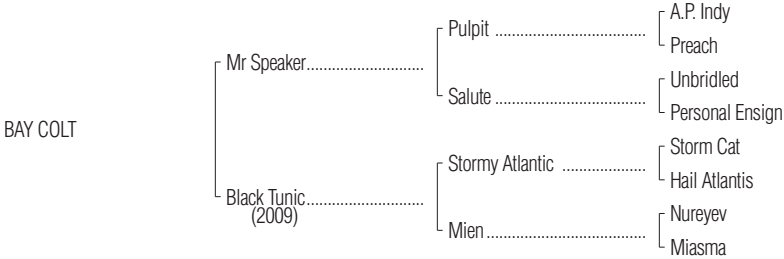 A.P. Indy
Pulpit
Preach
Mr Speaker
Unbridled
Salute
Personal Ensign
BAY COLT
Storm Cat
Stormy Atlantic
Hail Atlantis
Black Tunic
(2009)
Nureyev
Mien
Miasma